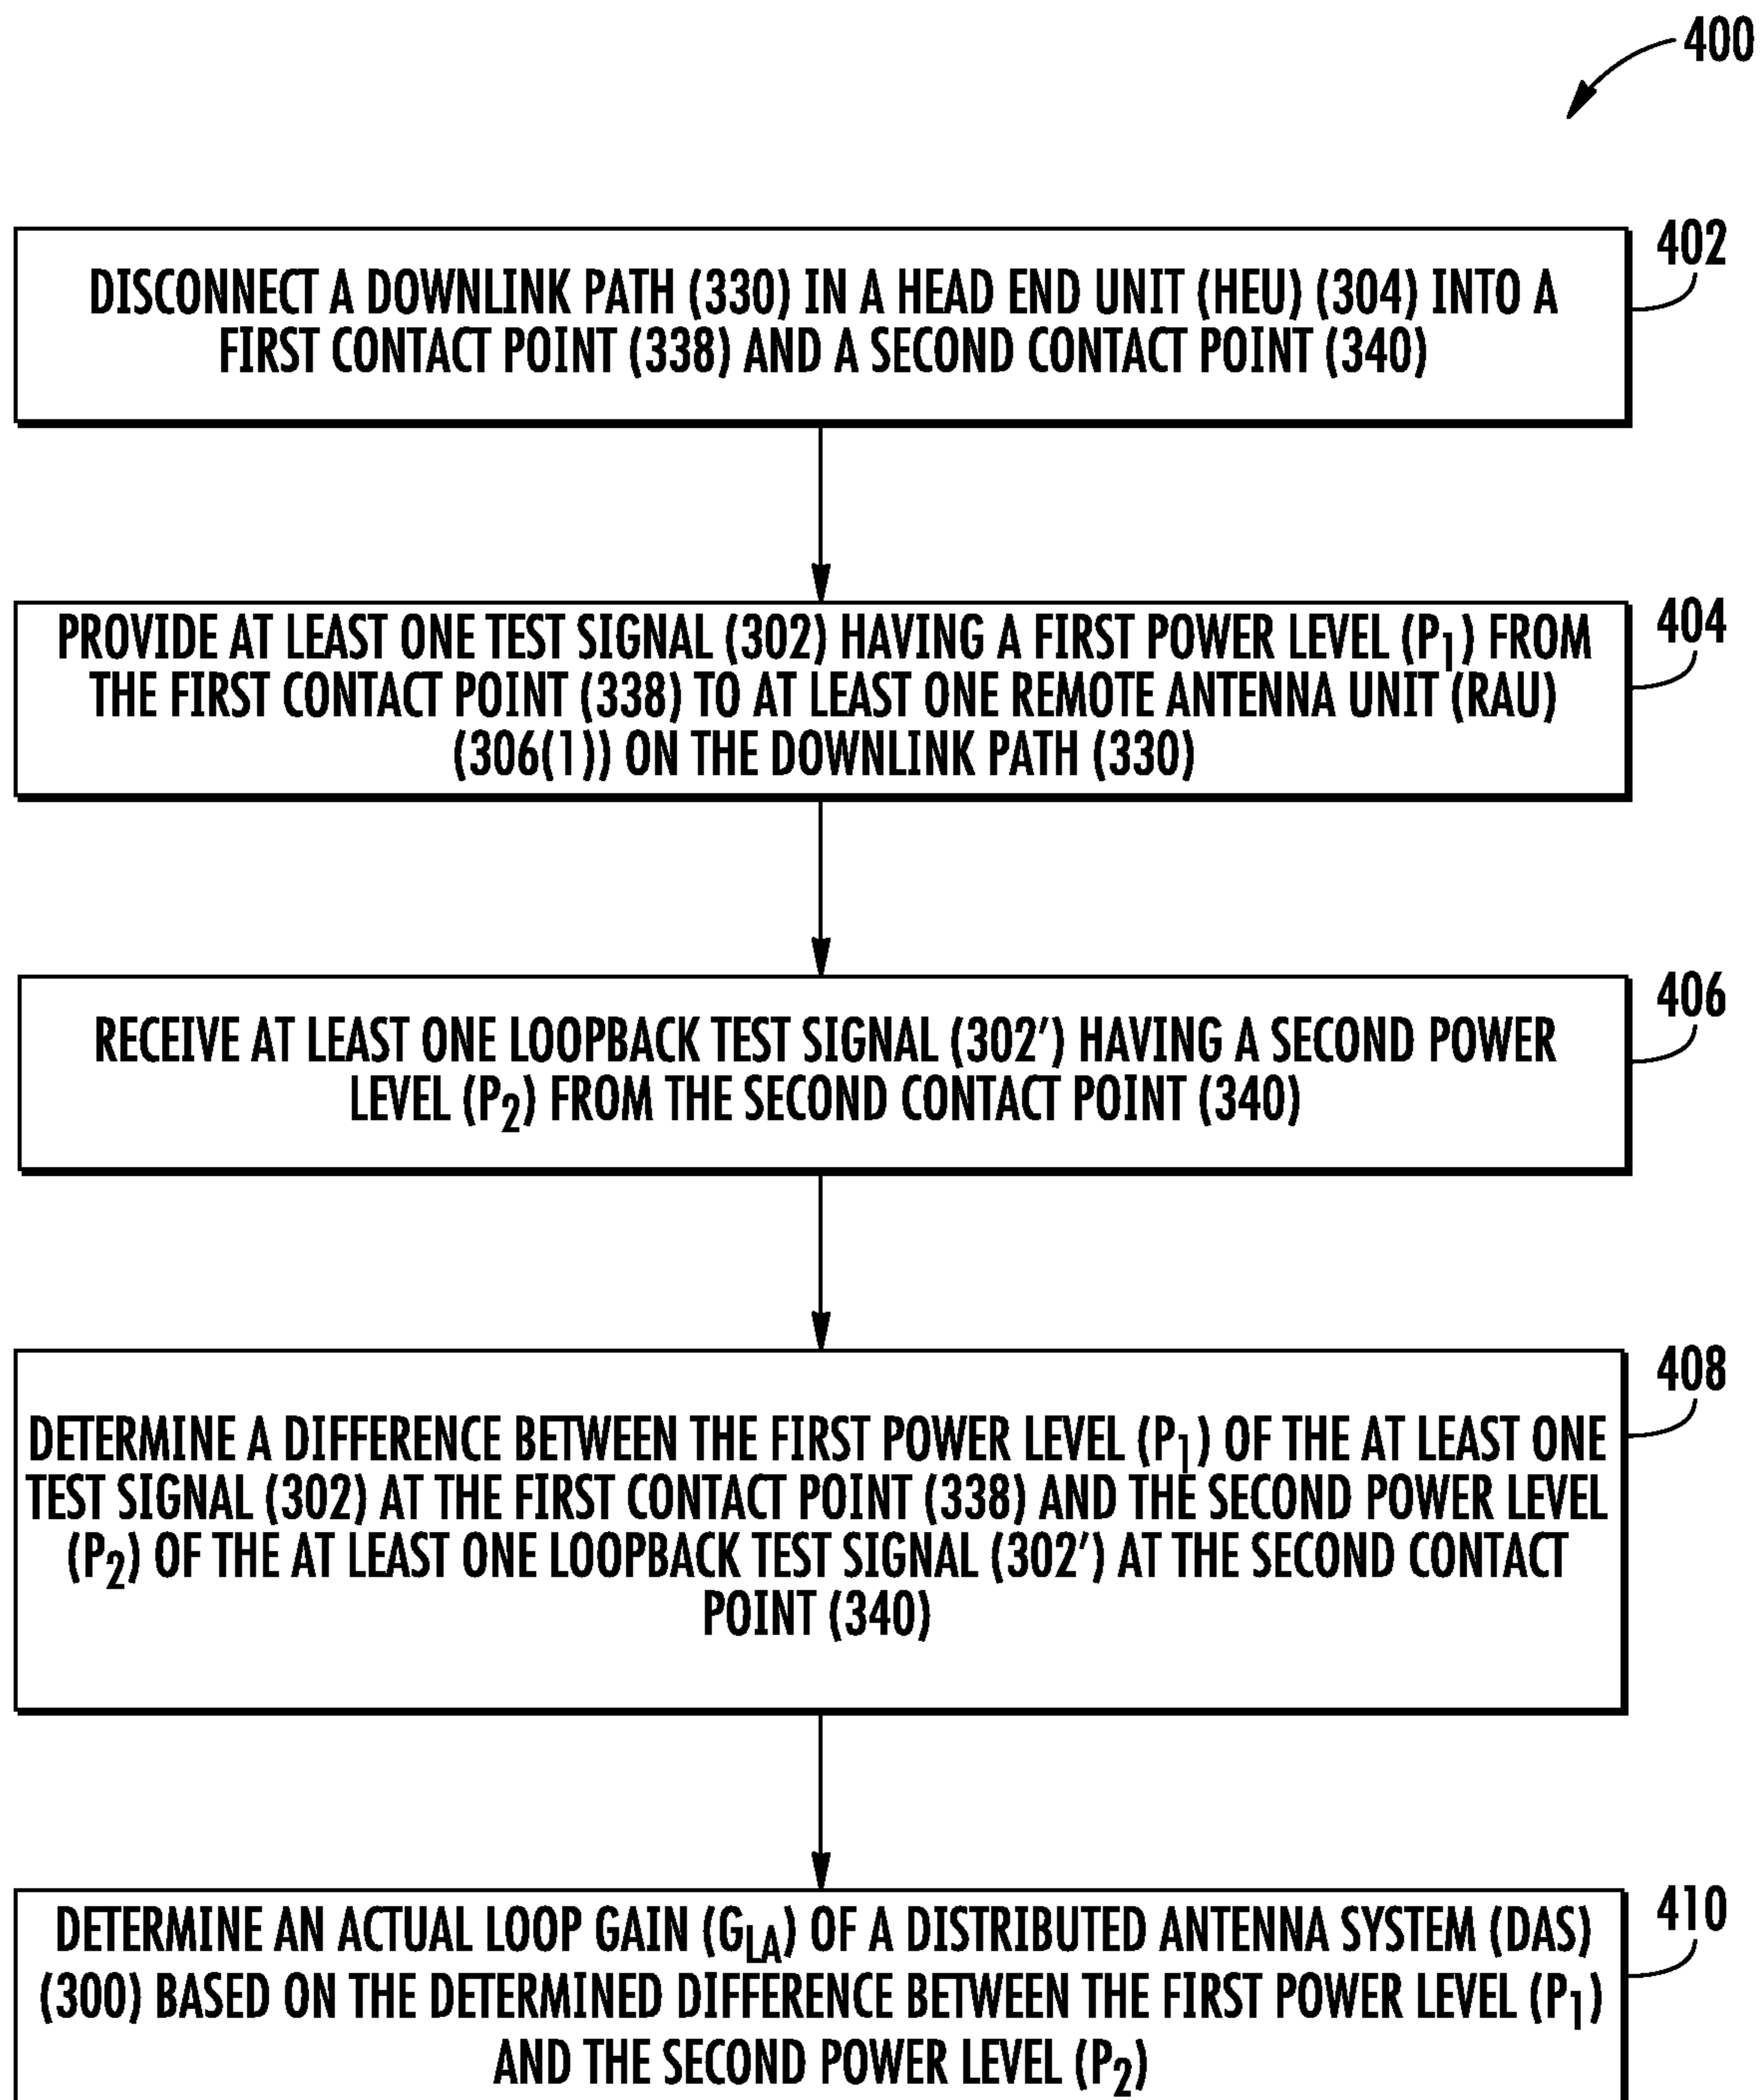 400
402
DISCONNECT A DOWNLINK PATH (330) IN A HEAD END UNIT (HEU) (304) INTO A
FIRST CONTACT POINT (338) AND A SECOND CONTACT POINT (340)
404
PROVIDE AT LEAST ONE TEST SIGNAL (302) HAVING A FIRST POWER LEVEL (P1) FROM
THE FIRST CONTACT POINT (338) TO AT LEAST ONE REMOTE ANTENNA UNIT (RAU)
(306(1)) ON THE DOWNLINK PATH (330)
406
RECEIVE AT LEAST ONE LOOPBACK TEST SIGNAL (302′) HAVING A SECOND POWER
LEVEL (P2) FROM THE SECOND CONTACT POINT (340)
408
DETERMINE A DIFFERENCE BETWEEN THE FIRST POWER LEVEL (P1) OF THE AT LEAST ONE
TEST SIGNAL (302) AT THE FIRST CONTACT POINT (338) AND THE SECOND POWER LEVEL
(P2) OF THE AT LEAST ONE LOOPBACK TEST SIGNAL (302′) AT THE SECOND CONTACT
POINT (340)
410
DETERMINE AN ACTUAL LOOP GAIN (GLA) OF A DISTRIBUTED ANTENNA SYSTEM (DAS)
(300) BASED ON THE DETERMINED DIFFERENCE BETWEEN THE FIRST POWER LEVEL (P1)
AND THE SECOND POWER LEVEL (P2)